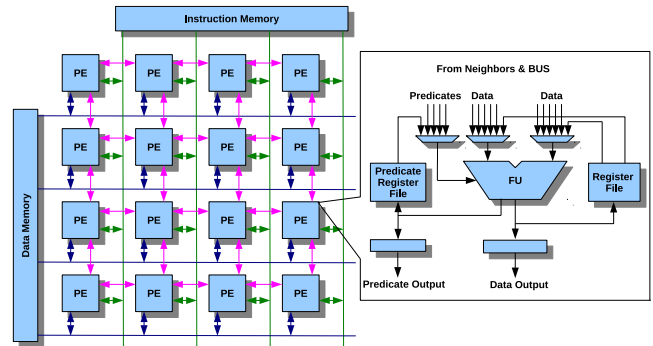 Instruction Memory
PE PE PE PE
PE PE PE PE
PE PE PE PE
PE PE PE PE
Data Memory
From Neighbors & BUS
Predicates Data Data
FU
Predicate
Register
File
Register
File
Predicate Output Data Output